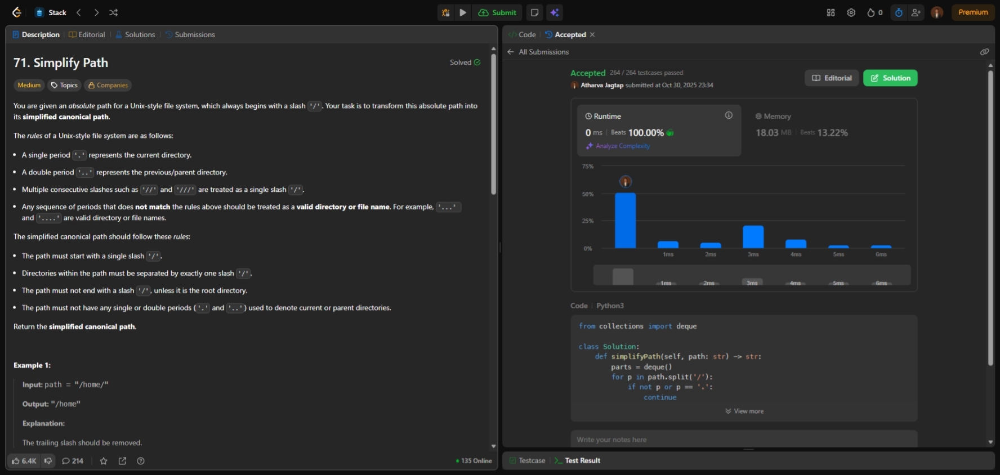 Stack
Submit
0
Premium
Description
Editorial
Solutions
Submissions
71. Simplify Path
Solved
Medium
Topics
Companies
You are given an absolute path for a Unix-style file system, which always begins with a slash '/'. Your task is to transform this absolute path into
its simplified canonical path.
The rules of a Unix-style file system are as follows:
• A single period '.' represents the current directory.
• A double period '..' represents the previous/parent directory.
• Multiple consecutive slashes such as '//' and '///' are treated as a single slash '/'.
• Any sequence of periods that does not match the rules above should be treated as a valid directory or file name. For example, '...'
and '....' are valid directory or file names.
The simplified canonical path should follow these rules:
• The path must start with a single slash '/'.
• Directories within the path must be separated by exactly one slash '/'.
• The path must not end with a slash '/', unless it is the root directory.
• The path must not have any single or double periods ('.' and '..') used to denote current or parent directories.
Return the simplified canonical path.
Example 1:
Input: path = "/home/"
Output: "/home"
Explanation:
The trailing slash should be removed.
6.4K
214
135 Online
Code
Accepted
All Submissions
Accepted 264 / 264 testcases passed
Atharva Jagtap submitted at Oct 30, 2025 23:34
Editorial
Solution
Runtime
0 ms | Beats 100.00%
Analyze Complexity
Memory
18.03 MB | Beats 13.22%
75%
50%
25%
0%
1ms 2ms 3ms 4ms 5ms 6ms
1ms 2ms 3ms 4ms 5ms 6ms
Code | Python3
from collections import deque
class Solution:
def simplifyPath(self, path: str) -> str:
parts = deque()
for p in path.split('/'):
if not p or p == '.':
continue
View more
Write your notes here
Testcase
Test Result